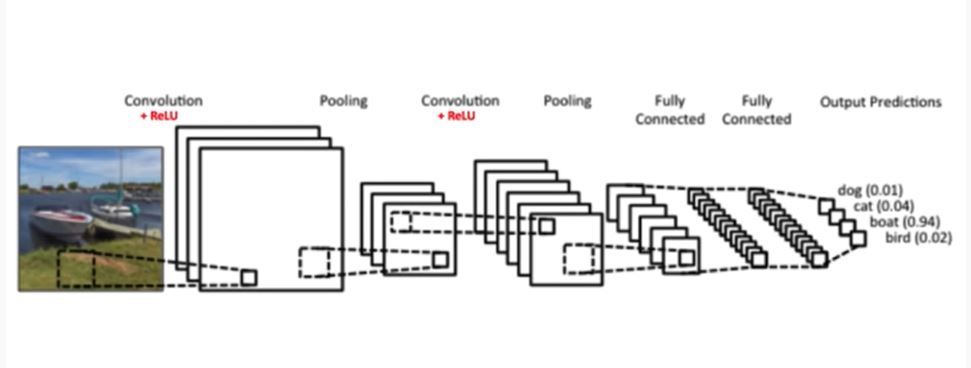 Convolution
+ ReLU
Pooling
Convolution
+ ReLU
Pooling
Fully
Connected
Fully
Connected
Output Predictions
dog (0.01)
cat (0.04)
boat (0.94)
bird (0.02)